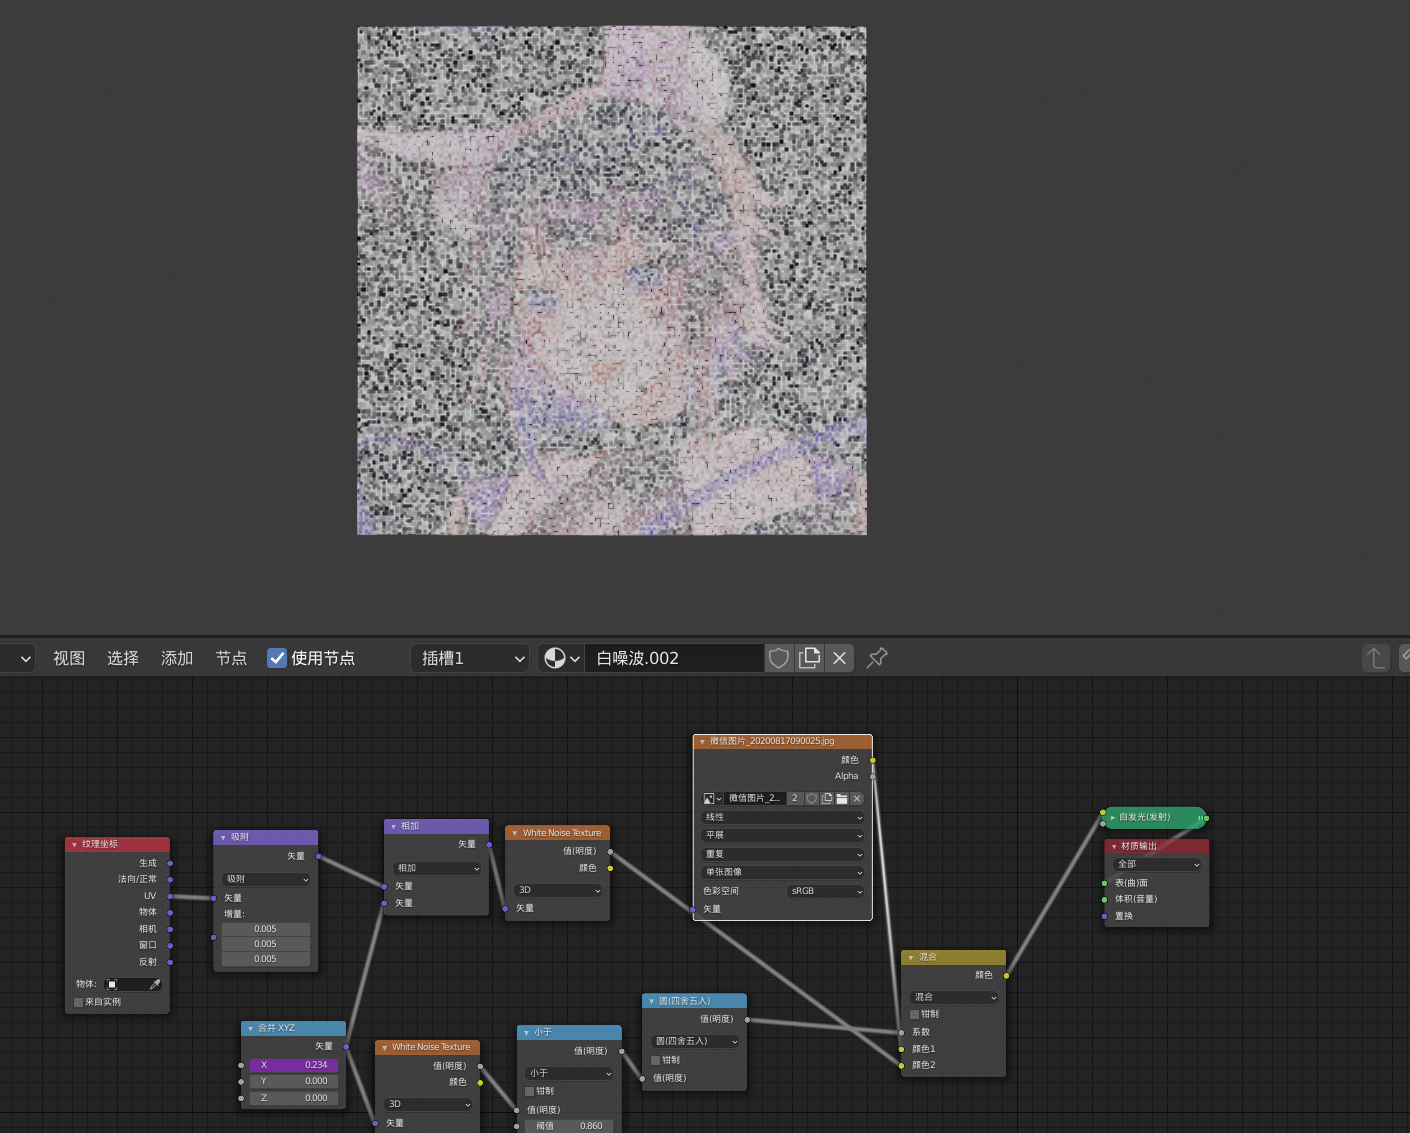 视图 选择 添加 节点 使用节点 插槽1 白噪波.002
微信图片_20200817090025.jpg
颜色
Alpha
微信图片_2... 2
线性
平展
重复
单张图像
色彩空间 sRGB
矢量
纹理坐标
生成
法向/正常
UV
物体
相机
窗口
反射
物体:
来自实例
吸附
矢量
吸附
矢量
增量:
0.005
0.005
0.005
相加
矢量
相加
矢量
矢量
White Noise Texture
值(明度)
颜色
3D
矢量
合并 XYZ
矢量
X 0.234
Y 0.000
Z 0.000
White Noise Texture
值(明度)
颜色
3D
矢量
小于
值(明度)
小于
钳制
值(明度)
阈值 0.860
圆(四舍五入)
值(明度)
圆(四舍五入)
钳制
值(明度)
混合
颜色
混合
钳制
系数
颜色1
颜色2
自发光(发射)
材质输出
全部
表(曲)面
体积(音量)
置换